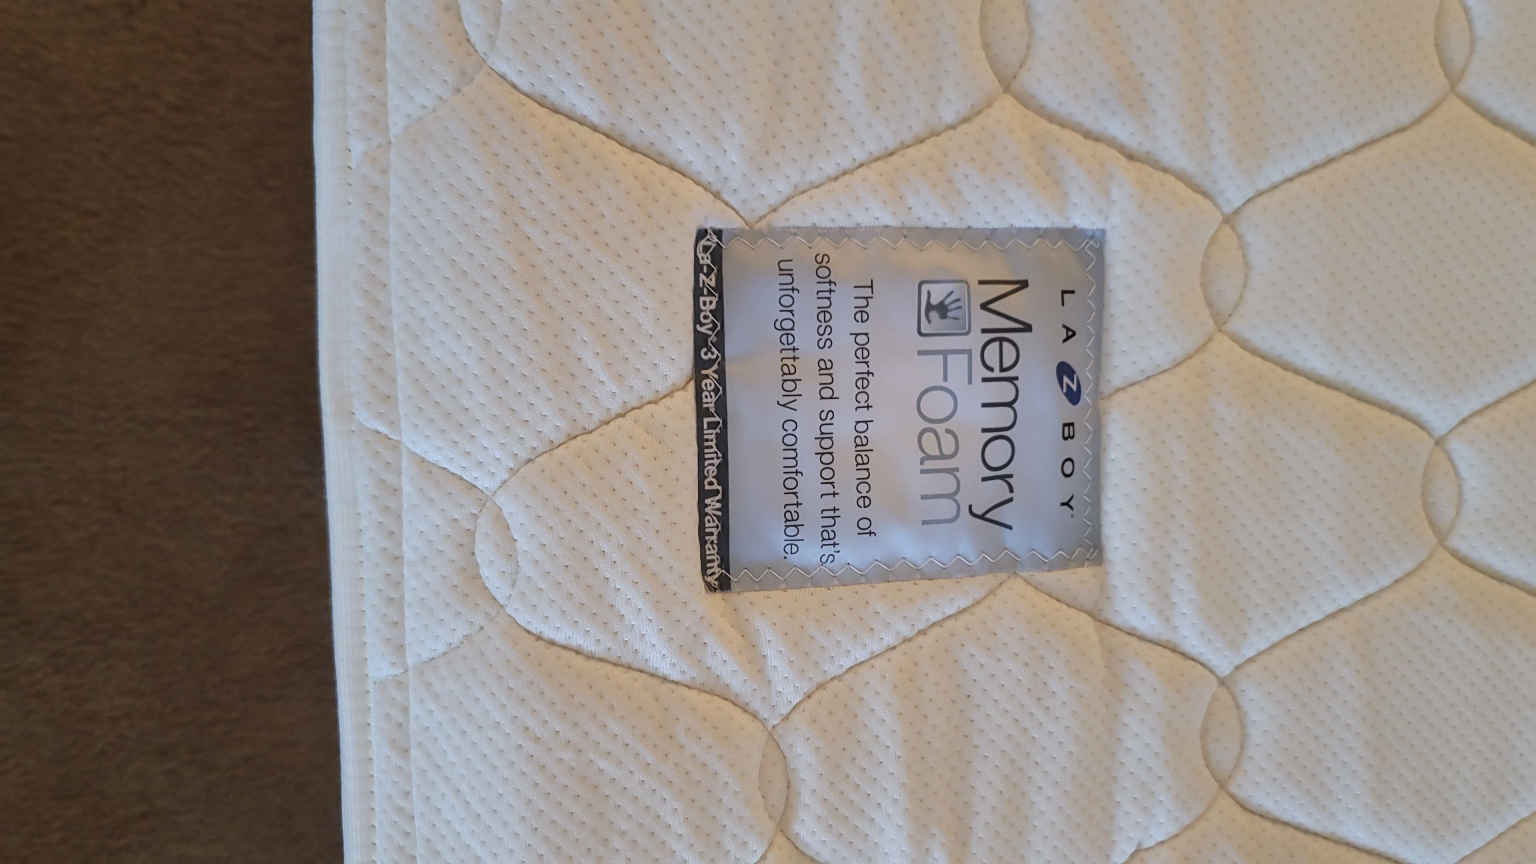 LA Z BOY
Memory
Foam
The perfect balance of
softness and support that's
unforgettably comfortable.
La-Z-Boy 3 Year Limited Warranty